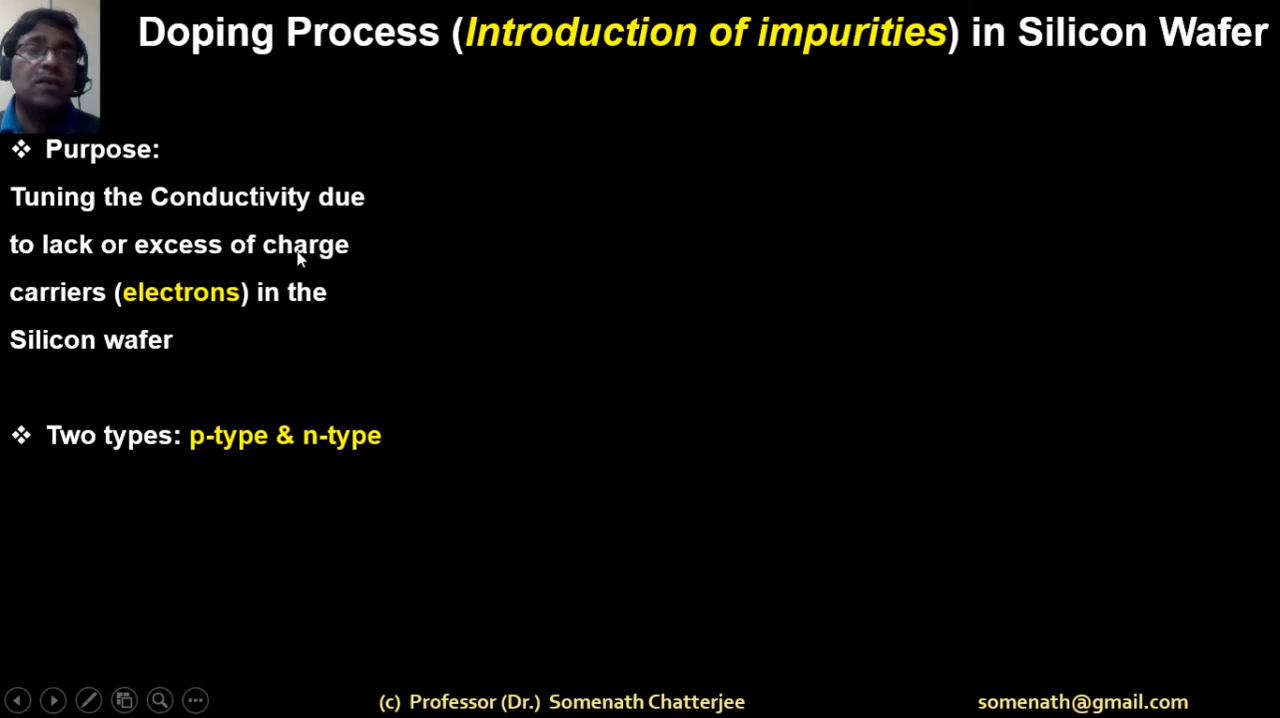 Doping Process (Introduction of impurities) in Silicon Wafer
❖ Purpose:
Tuning the Conductivity due
to lack or excess of charge
carriers (electrons) in the
Silicon wafer
❖ Two types: p-type & n-type
(c) Professor (Dr.) Somenath Chatterjee
somenath@gmail.com